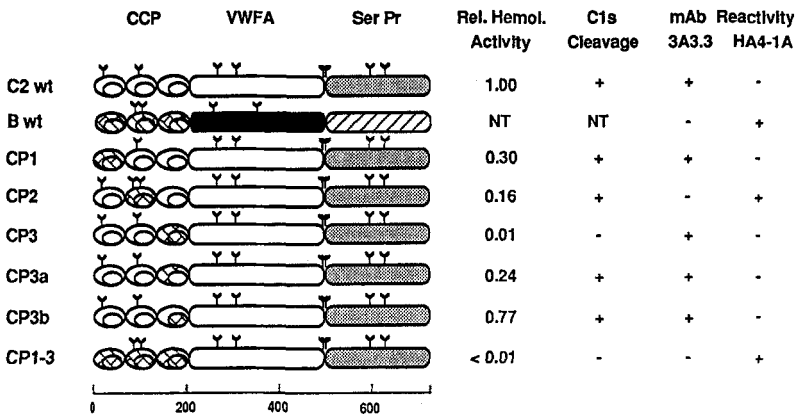 CCP VWFA Ser Pr Rel. Hemol. C1s mAb Reactivity
Activity Cleavage 3A3.3 HA4-1A
C2 wt 1.00 + + -
B wt NT NT - +
CP1 0.30 + + -
CP2 0.16 + - +
CP3 0.01 - + -
CP3a 0.24 + + -
CP3b 0.77 + + -
CP1-3 < 0.01 - - +
0 200 400 600